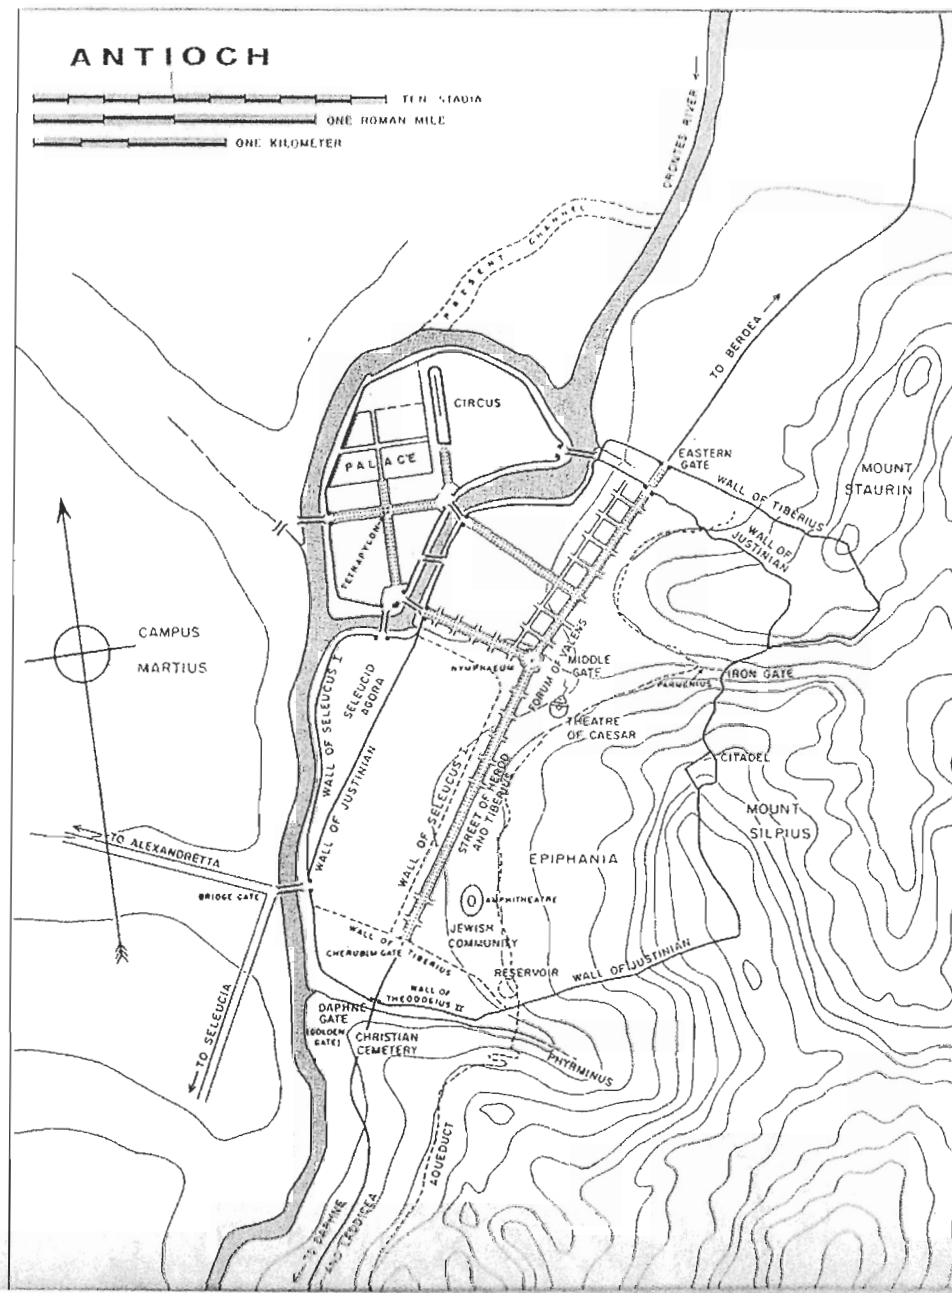 ANTIOCH
TEN STADIA
ONE ROMAN MILE
ONE KILOMETER
ORONTES RIVER
PRESENT CHANNEL
TO BEROEA
CIRCUS
PALACE
EASTERN
GATE
MOUNT
STAURIN
WALL OF TIBERIUS
WALL OF
JUSTINIAN
TETRAPYLON
CAMPUS
MARTIUS
NYMPHAEUM
FORUM OF VALENS
MIDDLE
GATE
PARMENIUS
IRON GATE
WALL OF SELEUCUS I
SELEUCID
AGORA
WALL OF JUSTINIAN
THEATRE
OF CAESAR
CITADEL
MOUNT
SILPIUS
WALL OF SELEUCUS I
STREET OF HEROD
AND TIBERIUS
TO ALEXANDRETTA
EPIPHANIA
BRIDGE GATE
AMPHITHEATRE
JEWISH
COMMUNITY
WALL OF TIBERIUS
CHERUBIM GATE
RESERVOIR
WALL OF JUSTINIAN
WALL OF
THEODOSIUS II
TO SELEUCIA
DAPHNE
GATE
(GOLDEN
GATE)
CHRISTIAN
CEMETERY
PHYRMINUS
AQUEDUCT
TO DAPHNE
AND LAODICEA